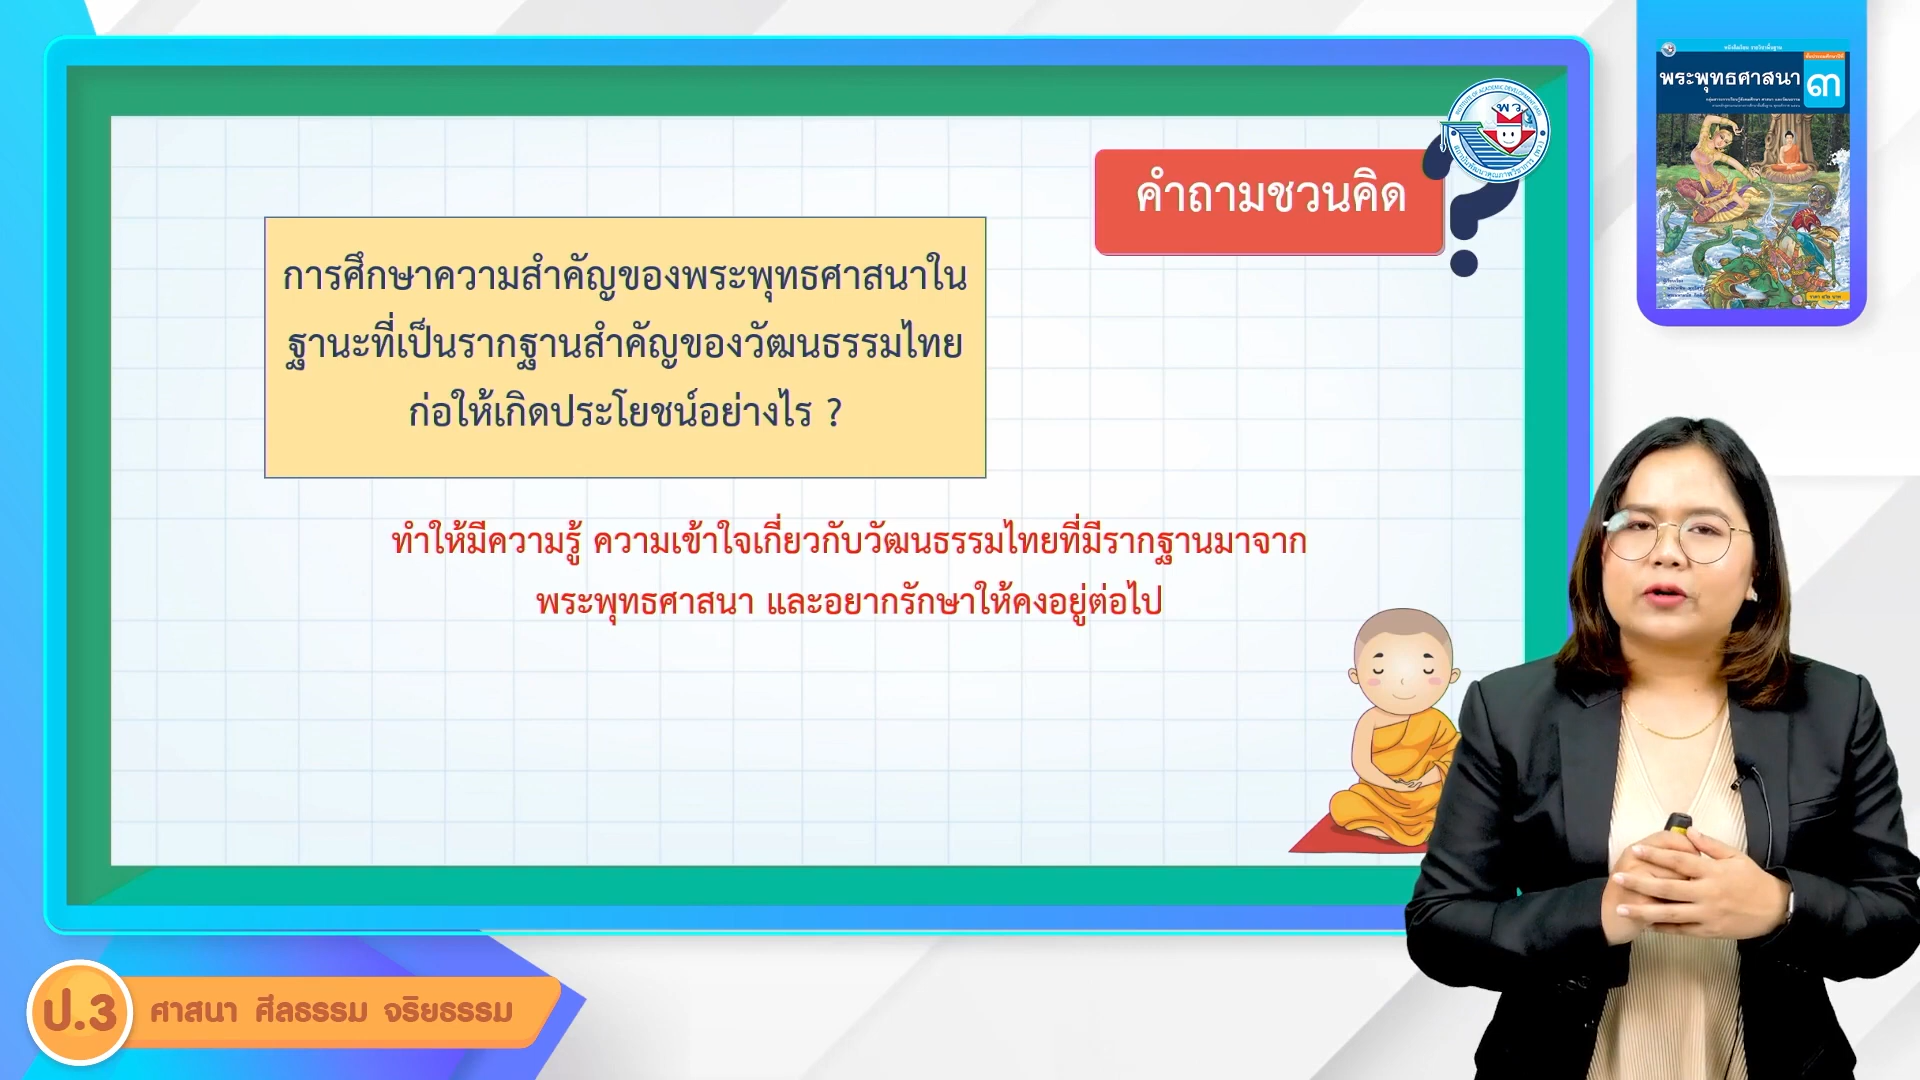 คำถามชวนคิด
การศึกษาความสำคัญของพระพุทธศาสนาใน
ฐานะที่เป็นรากฐานสำคัญของวัฒนธรรมไทย
ก่อให้เกิดประโยชน์อย่างไร ?
ทำให้มีความรู้ ความเข้าใจเกี่ยวกับวัฒนธรรมไทยที่มีรากฐานมาจาก
พระพุทธศาสนา และอยากรักษาให้คงอยู่ต่อไป
พว.
พระพุทธศาสนา ๓
ป.3 ศาสนา ศีลธรรม จริยธรรม